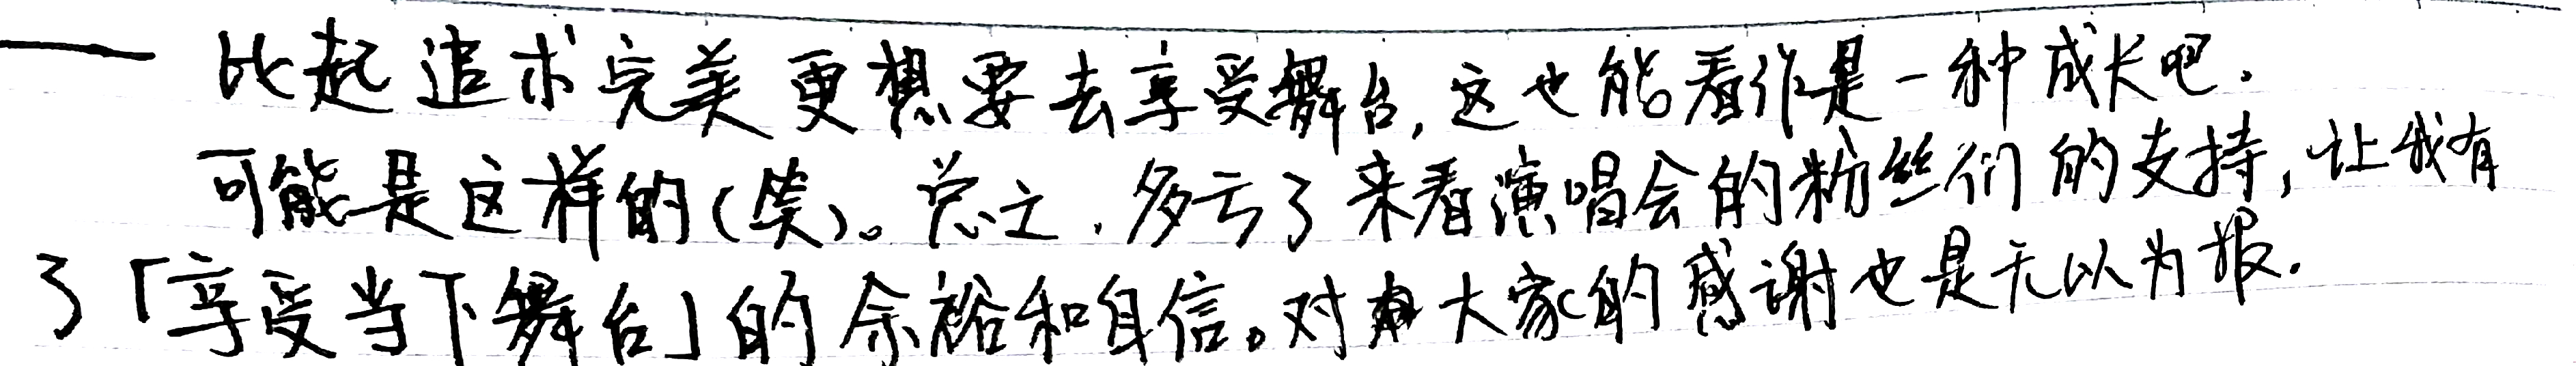 —— 比起追求完美更想要去享受舞台,这也能看作是一种成长吧.
可能是这样的(笑)。总之,多亏了来看演唱会的粉丝们的支持,让我有
了「享受当下舞台」的余裕和自信。对大家的感谢也是无以为报.